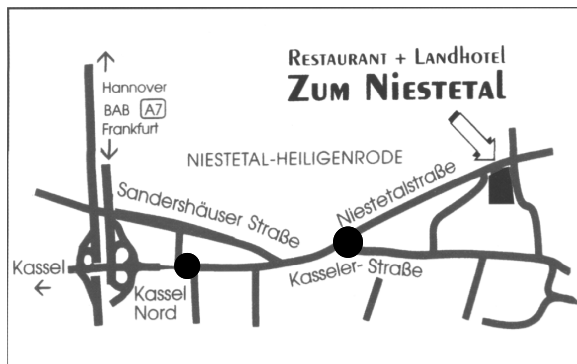 RESTAURANT + LANDHOTEL
ZUM NIESTETAL
Hannover
BAB A7
Frankfurt
NIESTETAL-HEILIGENRODE
Sandershäuser Straße
Niestetalstraße
Kassel
Kassel
Nord
Kasseler-Straße